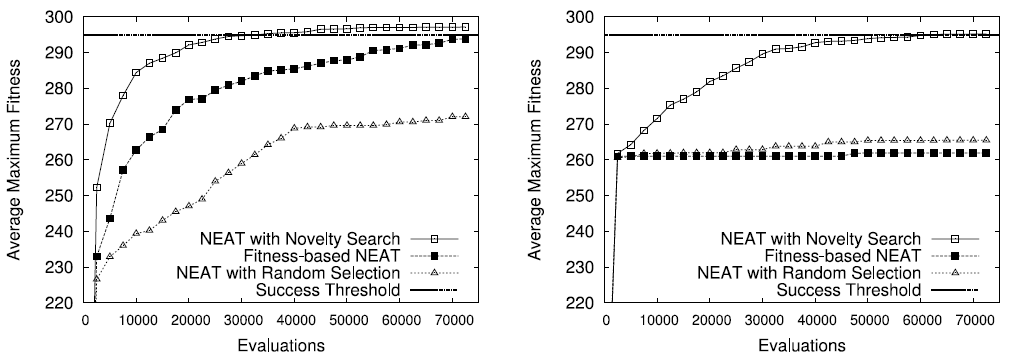 300
290
280
270
260
250
240
230
220
Average Maximum Fitness
NEAT with Novelty Search
Fitness-based NEAT
NEAT with Random Selection
Success Threshold
0 10000 20000 30000 40000 50000 60000 70000
Evaluations
300
290
280
270
260
250
240
230
220
Average Maximum Fitness
NEAT with Novelty Search
Fitness-based NEAT
NEAT with Random Selection
Success Threshold
0 10000 20000 30000 40000 50000 60000 70000
Evaluations